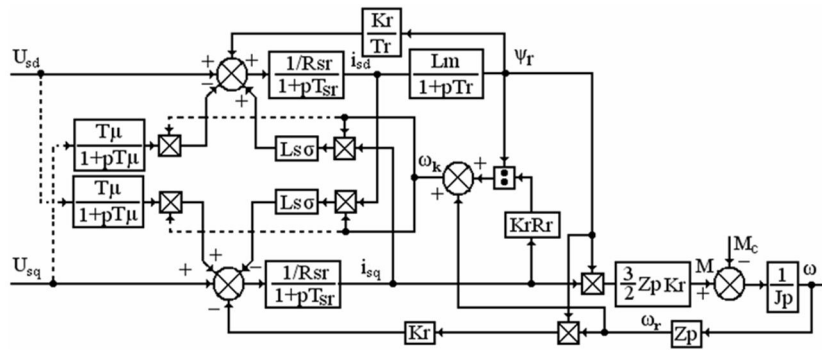 Kr
Tr
Usd
+
+
−
+
1/Rsr
1+pTsr
isd
Lm
1+pTr
ψr
Tμ
1+pTμ
Lsσ
ωk
+
+
Tμ
1+pTμ
Lsσ
KrRr
Usq
+
+
−
−
1/Rsr
1+pTsr
isq
3
2
Zp Kr
M
+
Mc
−
1
Jp
ω
Kr
ωr
Zp